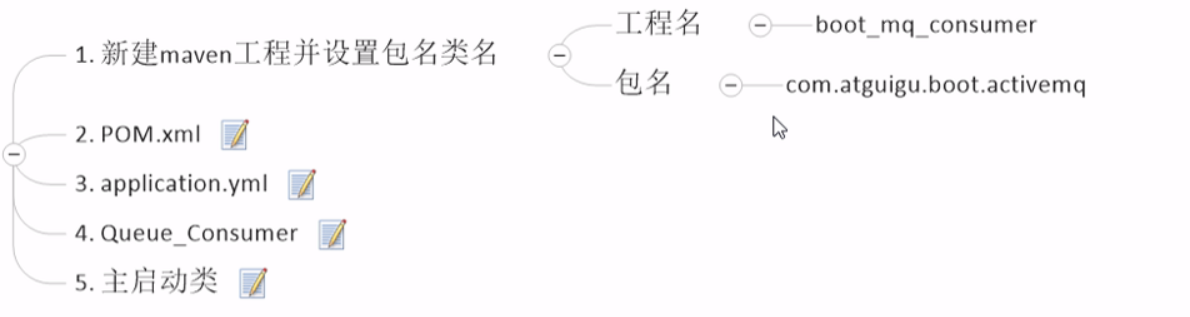 1. 新建maven工程并设置包名类名
工程名
boot_mq_consumer
包名
com.atguigu.boot.activemq
2. POM.xml
3. application.yml
4. Queue_Consumer
5. 主启动类